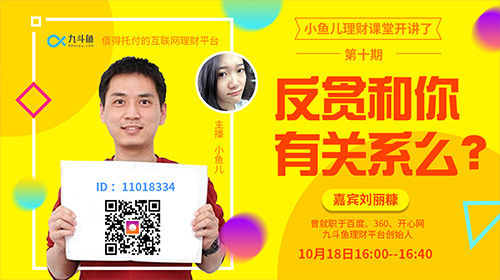 九斗鱼
9douyu.com
值得托付的互联网理财平台
主播 小鱼儿
ID：11018334
小鱼儿理财课堂开讲了
第十期
反贪和你
有关系么?
嘉宾刘丽糠
曾就职于百度、360、开心网
九斗鱼理财平台创始人
10月18日16:00--16:40